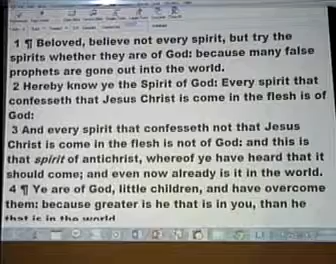 1 ¶ Beloved, believe not every spirit, but try the
spirits whether they are of God: because many false
prophets are gone out into the world.
2 Hereby know ye the Spirit of God: Every spirit that
confesseth that Jesus Christ is come in the flesh is of
God:
3 And every spirit that confesseth not that Jesus
Christ is come in the flesh is not of God: and this is
that spirit of antichrist, whereof ye have heard that it
should come; and even now already is it in the world.
4 ¶ Ye are of God, little children, and have overcome
them: because greater is he that is in you, than he
that is in the world